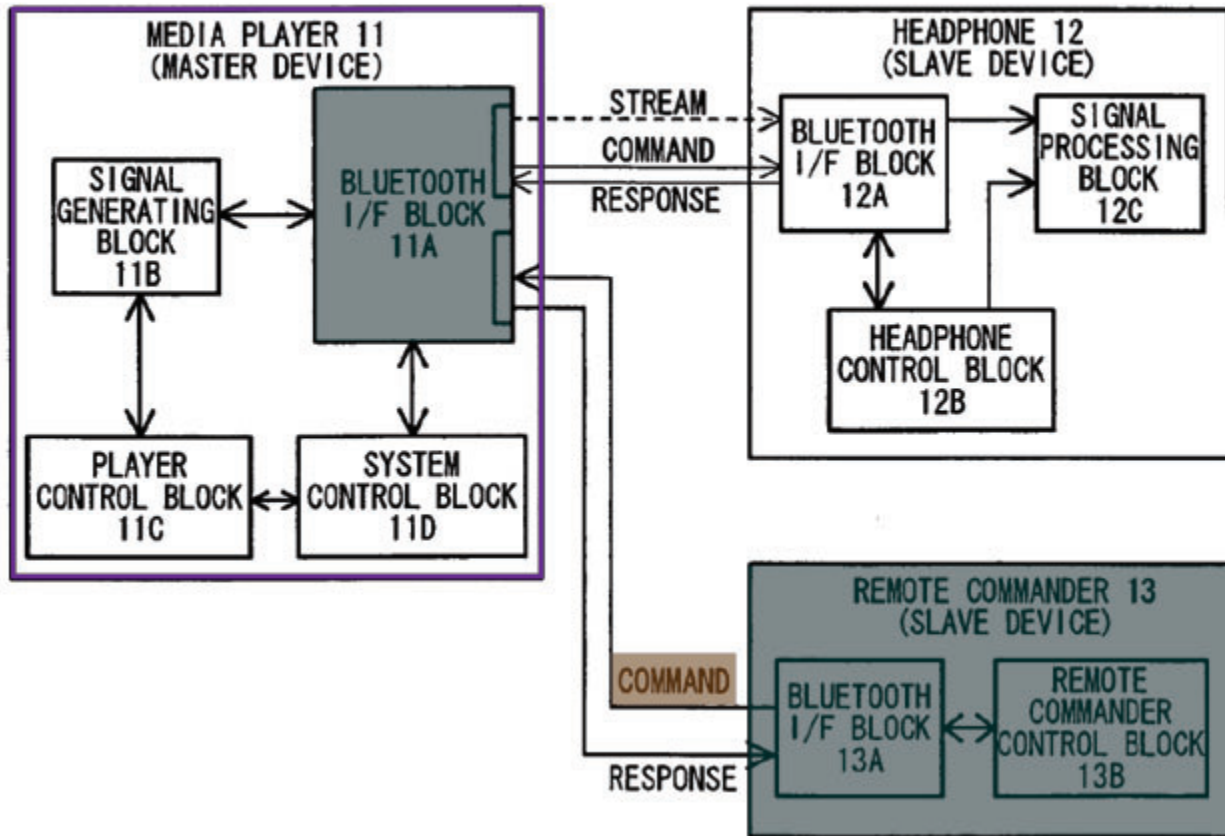 MEDIA PLAYER 11
(MASTER DEVICE)
BLUETOOTH
I/F BLOCK
11A
SIGNAL
GENERATING
BLOCK
11B
PLAYER
CONTROL BLOCK
11C
SYSTEM
CONTROL BLOCK
11D
STREAM
COMMAND
RESPONSE
HEADPHONE 12
(SLAVE DEVICE)
BLUETOOTH
I/F BLOCK
12A
SIGNAL
PROCESSING
BLOCK
12C
HEADPHONE
CONTROL BLOCK
12B
COMMAND
RESPONSE
REMOTE COMMANDER 13
(SLAVE DEVICE)
BLUETOOTH
I/F BLOCK
13A
REMOTE
COMMANDER
CONTROL BLOCK
13B